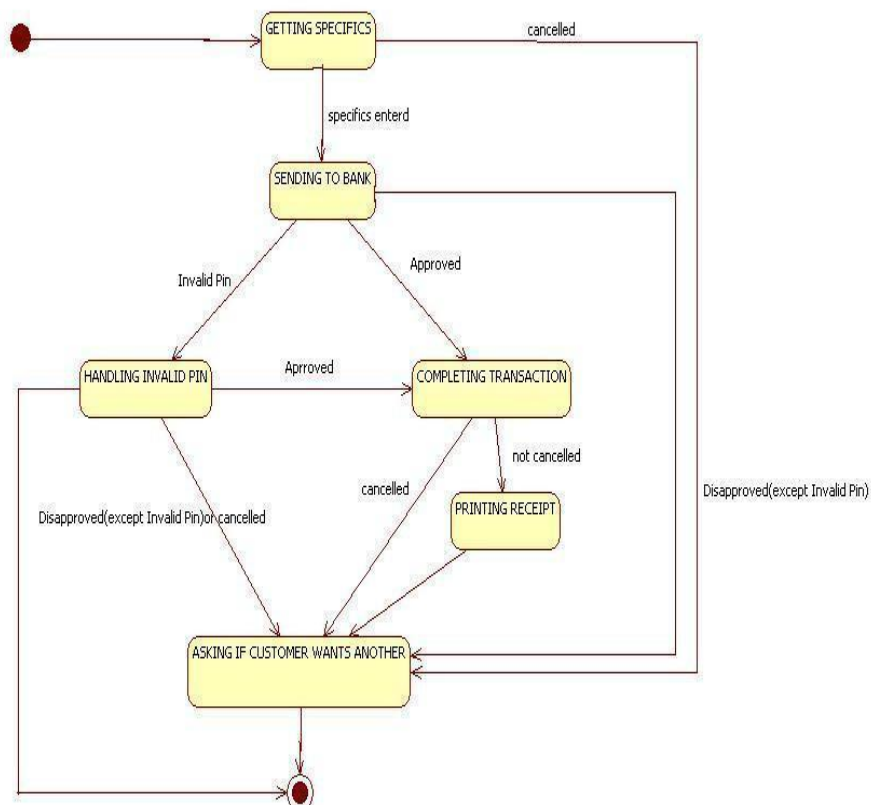 GETTING SPECIFICS
cancelled
specifics enterd
SENDING TO BANK
Invalid Pin
Approved
HANDLING INVALID PIN
Aprroved
COMPLETING TRANSACTION
not cancelled
cancelled
Disapproved(except Invalid Pin)
PRINTING RECEIPT
Disapproved(except Invalid Pin)or cancelled
ASKING IF CUSTOMER WANTS ANOTHER